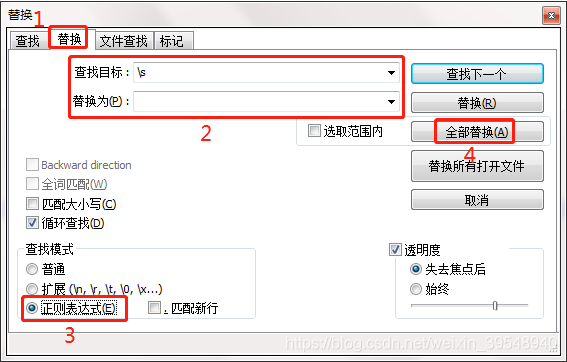 替换
1
查找 替换 文件查找 标记
查找目标: \s 查找下一个
替换为(P): 替换(R)
2
选取范围内 全部替换(A)
4
Backward direction 替换所有打开文件
全词匹配(W)
匹配大小写(C) 取消
循环查找(D)
查找模式 透明度
普通 失去焦点后
扩展 (\n, \r, \t, \0, \x...) 始终
正则表达式(E) . 匹配新行
3
https://blog.csdn.net/weixin_39548940